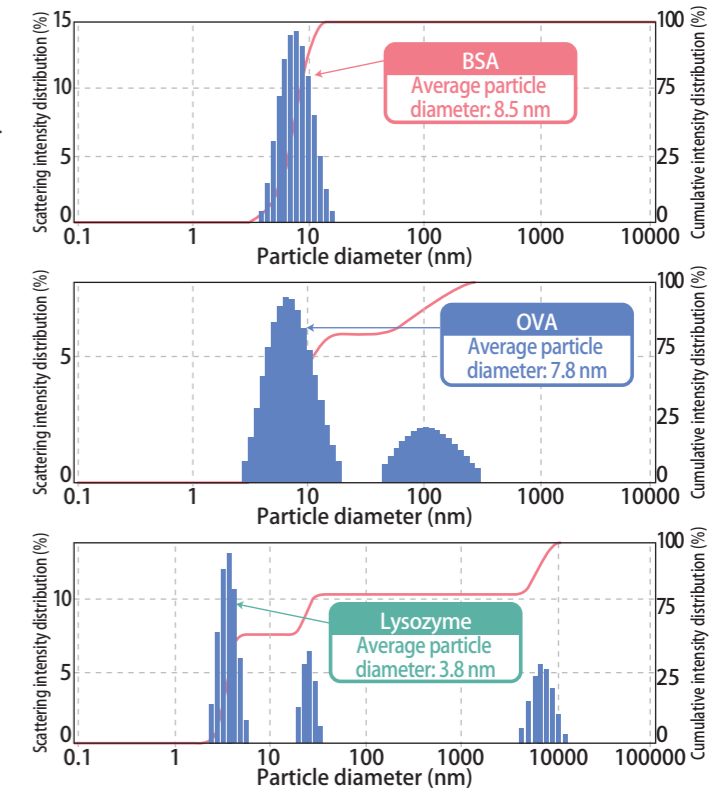 Scattering intensity distribution (%)
15
10
5
0
BSA
Average particle
diameter: 8.5 nm
100
75
25
0
Cumulative intensity distribution (%)
0.1 1 10 100 1000 10000
Particle diameter (nm)
Scattering intensity distribution (%)
5
0
OVA
Average particle
diameter: 7.8 nm
100
75
25
0
Cumulative intensity distribution (%)
0.1 1 10 100 1000 10000
Particle diameter (nm)
Scattering intensity distribution (%)
10
5
0
Lysozyme
Average particle
diameter: 3.8 nm
100
75
25
0
Cumulative intensity distribution (%)
0.1 1 10 100 1000 10000 100000
Particle diameter (nm)